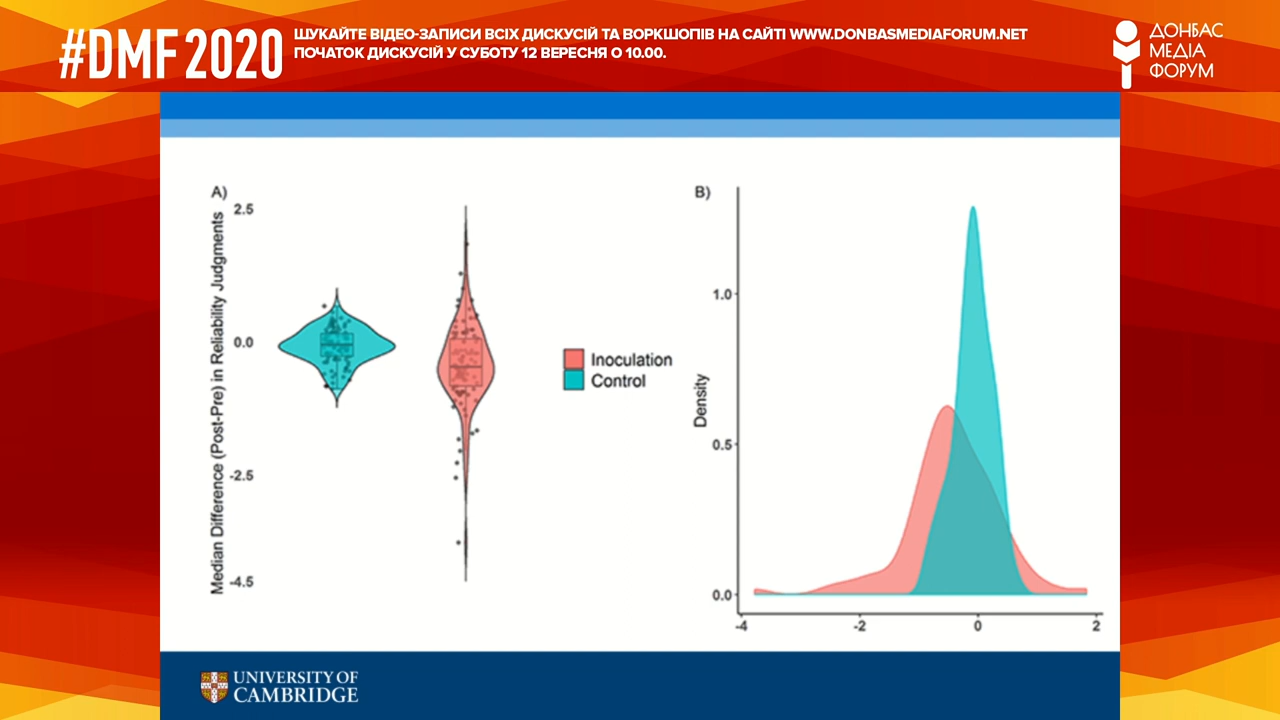 #DMF 2020
ШУКАЙТЕ ВІДЕО-ЗАПИСИ ВСІХ ДИСКУСІЙ ТА ВОРКШОПІВ НА САЙТІ WWW.DONBASMEDIAFORUM.NET
ПОЧАТОК ДИСКУСІЙ У СУБОТУ 12 ВЕРЕСНЯ О 10.00.
ДОНБАС
МЕДІА
ФОРУМ
A)
Median Difference (Post-Pre) in Reliability Judgments
2.5
0.0
-2.5
-4.5
Inoculation
Control
B)
Density
1.0
0.5
0.0
-4
-2
0
2
UNIVERSITY OF
CAMBRIDGE